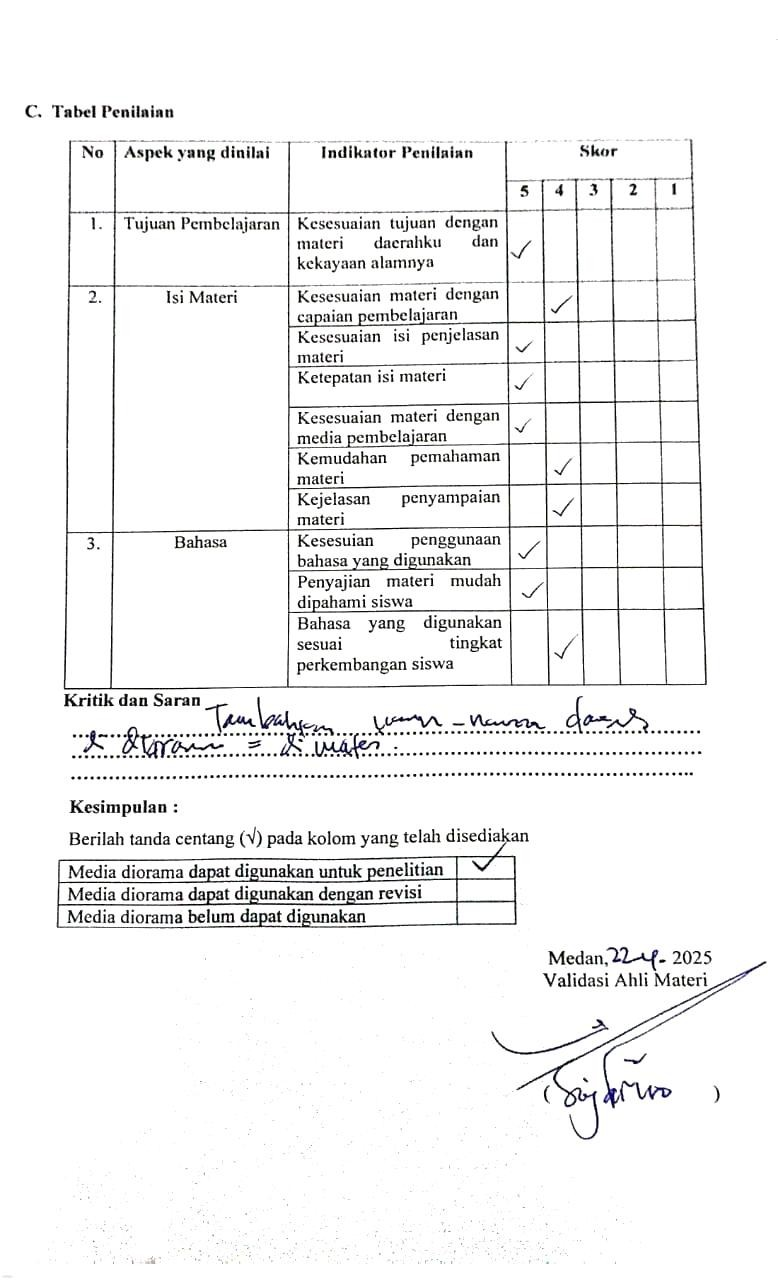 C. Tabel Penilaian
No Aspek yang dinilai Indikator Penilaian Skor
5 4 3 2 1
1. Tujuan Pembelajaran Kesesuaian tujuan dengan
materi daerahku dan
kekayaan alamnya
✓
2. Isi Materi Kesesuaian materi dengan
capaian pembelajaran
✓
Kesesuaian isi penjelasan
materi
✓
Ketepatan isi materi
✓
Kesesuaian materi dengan
media pembelajaran
✓
Kemudahan pemahaman
materi
✓
Kejelasan penyampaian
materi
✓
3. Bahasa Kesesuian penggunaan
bahasa yang digunakan
✓
Penyajian materi mudah
dipahami siswa
✓
Bahasa yang digunakan
sesuai tingkat
perkembangan siswa
✓
Kritik dan Saran
Tambahkan
Kesimpulan :
Berilah tanda centang (√) pada kolom yang telah disediakan
Media diorama dapat digunakan untuk penelitian ✓
Media diorama dapat digunakan dengan revisi
Media diorama belum dapat digunakan
Medan, 22-4- 2025
Validasi Ahli Materi
( )